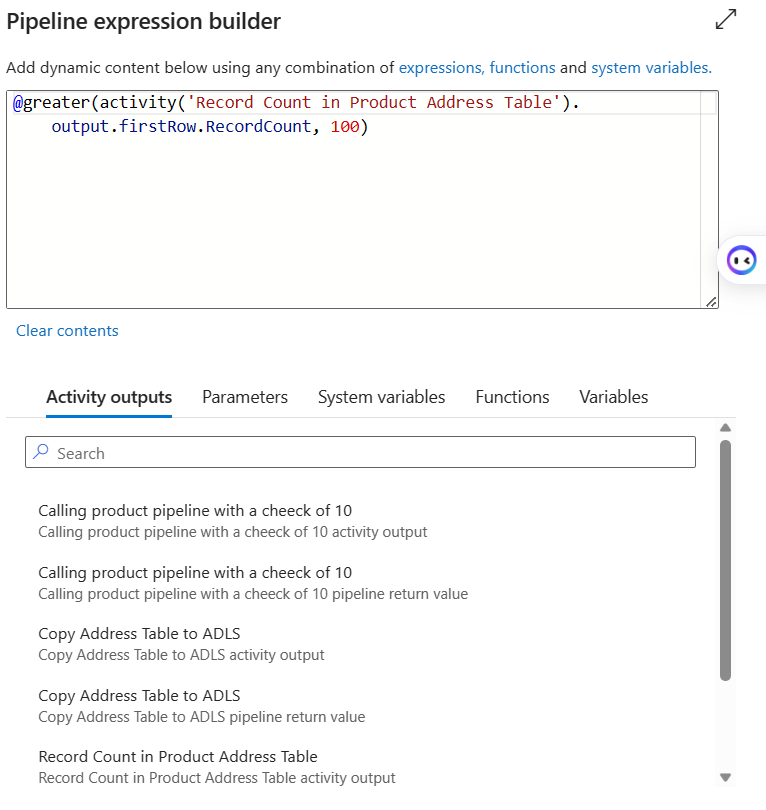 Pipeline expression builder
Add dynamic content below using any combination of expressions, functions and system variables.
@greater(activity('Record Count in Product Address Table').
output.firstRow.RecordCount, 100)
Clear contents
Activity outputs Parameters System variables Functions Variables
Search
Calling product pipeline with a cheeck of 10
Calling product pipeline with a cheeck of 10 activity output
Calling product pipeline with a cheeck of 10
Calling product pipeline with a cheeck of 10 pipeline return value
Copy Address Table to ADLS
Copy Address Table to ADLS activity output
Copy Address Table to ADLS
Copy Address Table to ADLS pipeline return value
Record Count in Product Address Table
Record Count in Product Address Table activity output